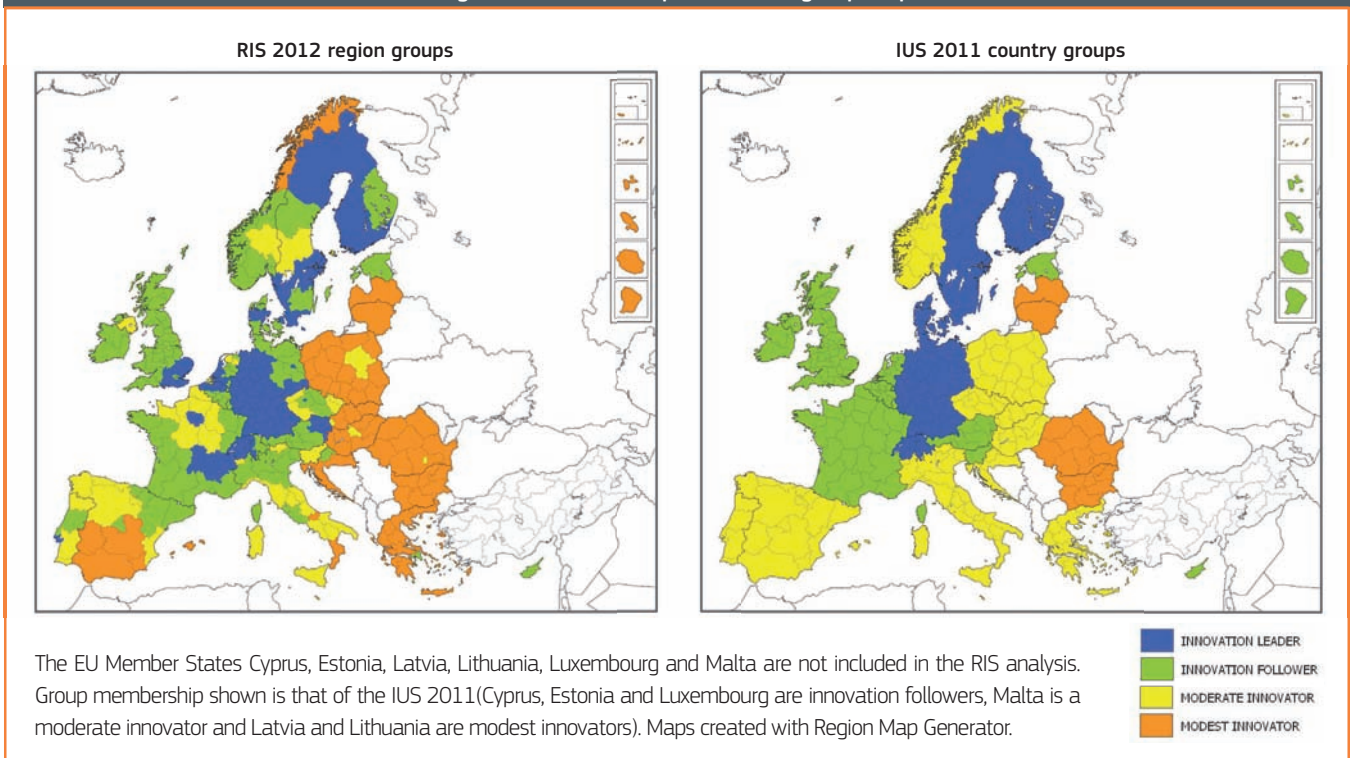 RIS 2012 region groups
IUS 2011 country groups
The EU Member States Cyprus, Estonia, Latvia, Lithuania, Luxembourg and Malta are not included in the RIS analysis.
Group membership shown is that of the IUS 2011(Cyprus, Estonia and Luxembourg are innovation followers, Malta is a
moderate innovator and Latvia and Lithuania are modest innovators). Maps created with Region Map Generator.
INNOVATION LEADER
INNOVATION FOLLOWER
MODERATE INNOVATOR
MODEST INNOVATOR